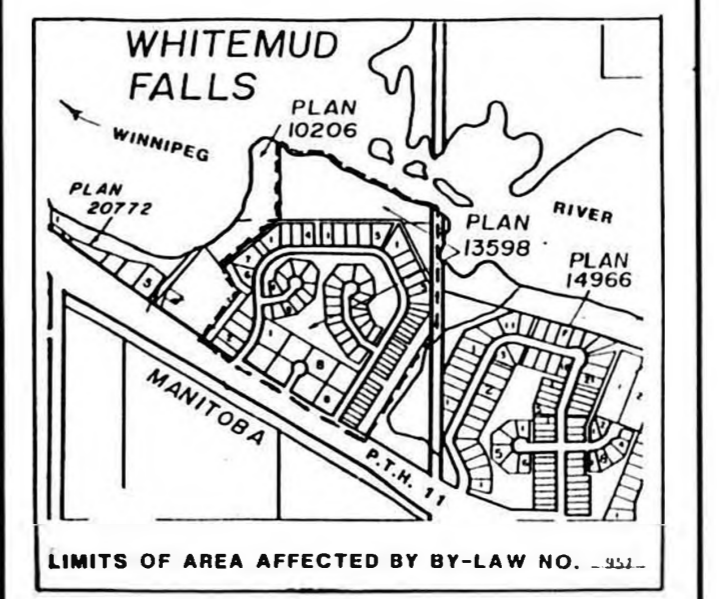 WHITEMUD
FALLS
PLAN
10206
WINNIPEG
PLAN
20772
RIVER
PLAN
13598
PLAN
14966
MANITOBA
P.T.H. 11
LIMITS OF AREA AFFECTED BY BY-LAW NO.